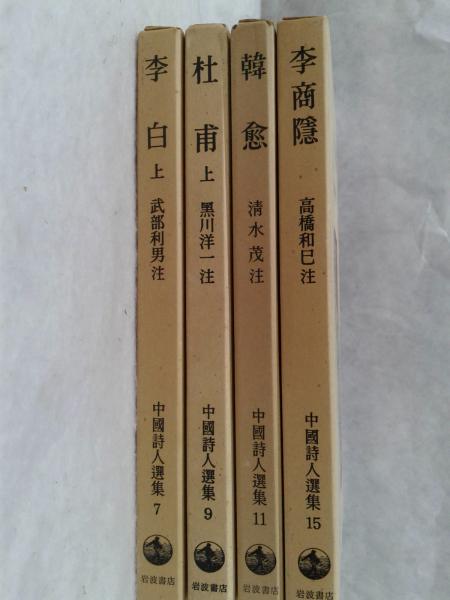 李白 上 武部利男注 中國詩人選集 7 岩波書店
杜甫 上 黑川洋一注 中國詩人選集 9 岩波書店
韓愈 清水茂注 中國詩人選集 11 岩波書店
李商隱 高橋和巳注 中國詩人選集 15 岩波書店